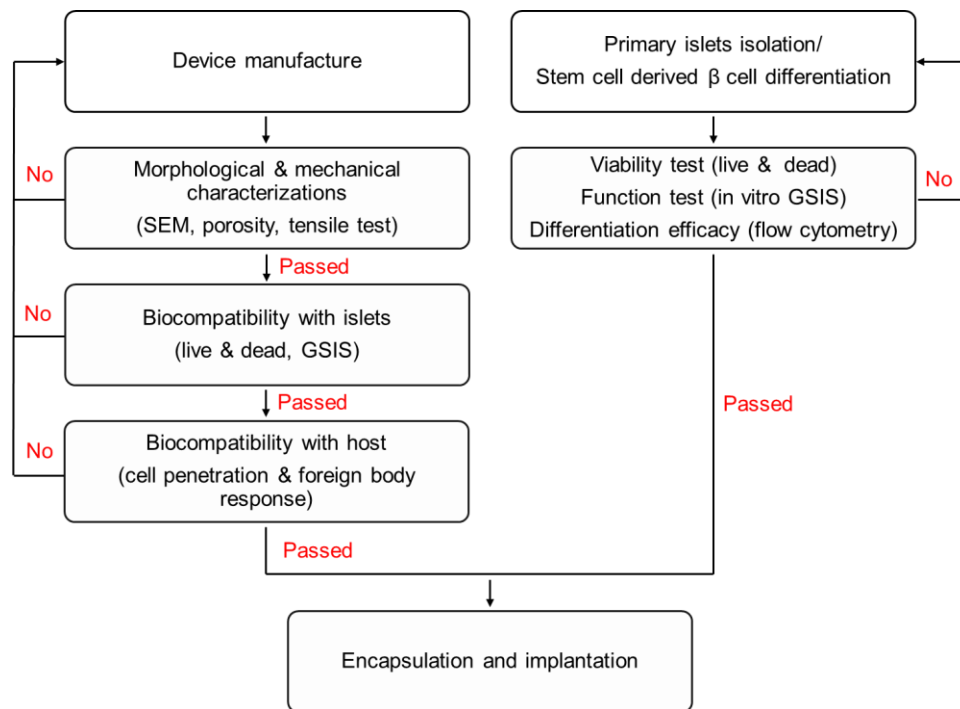 Device manufacture
Morphological & mechanical
characterizations
(SEM, porosity, tensile test)
No
Passed
Biocompatibility with islets
(live & dead, GSIS)
No
Passed
Biocompatibility with host
(cell penetration & foreign body
response)
No
Passed
Primary islets isolation/
Stem cell derived β cell differentiation
Viability test (live & dead)
Function test (in vitro GSIS)
Differentiation efficacy (flow cytometry)
No
Passed
Encapsulation and implantation